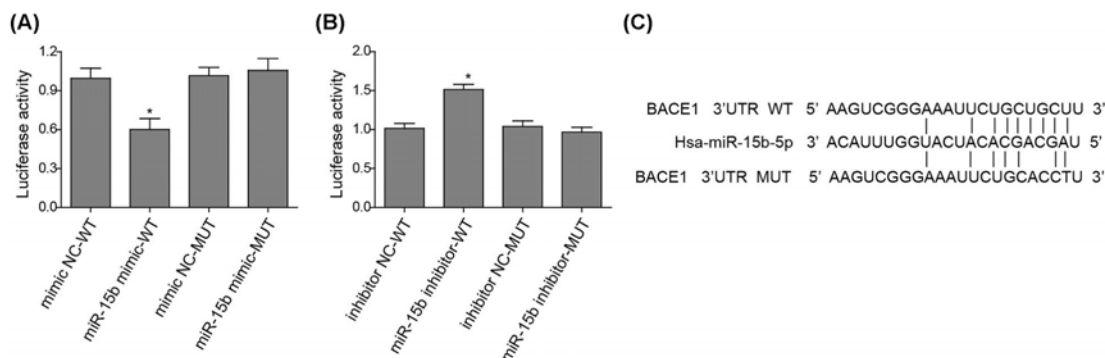 (A)
Luciferase activity
1.2
0.9
0.6
0.3
0.0
*
mimic NC-WT
miR-15b mimic-WT
mimic NC-MUT
miR-15b mimic-MUT
(B)
Luciferase activity
2.0
1.5
1.0
0.5
0.0
*
inhibitor NC-WT
miR-15b inhibitor-WT
inhibitor NC-MUT
miR-15b inhibitor-MUT
(C)
BACE1 3'UTR WT 5' AAGUCGGGAAAUUCUGCUGCUU 3'
Hsa-miR-15b-5p 3' ACAUUUGGUACUACACGACGAU 5'
BACE1 3'UTR MUT 5' AAGUCGGGAAAUUCUGCACCTU 3'